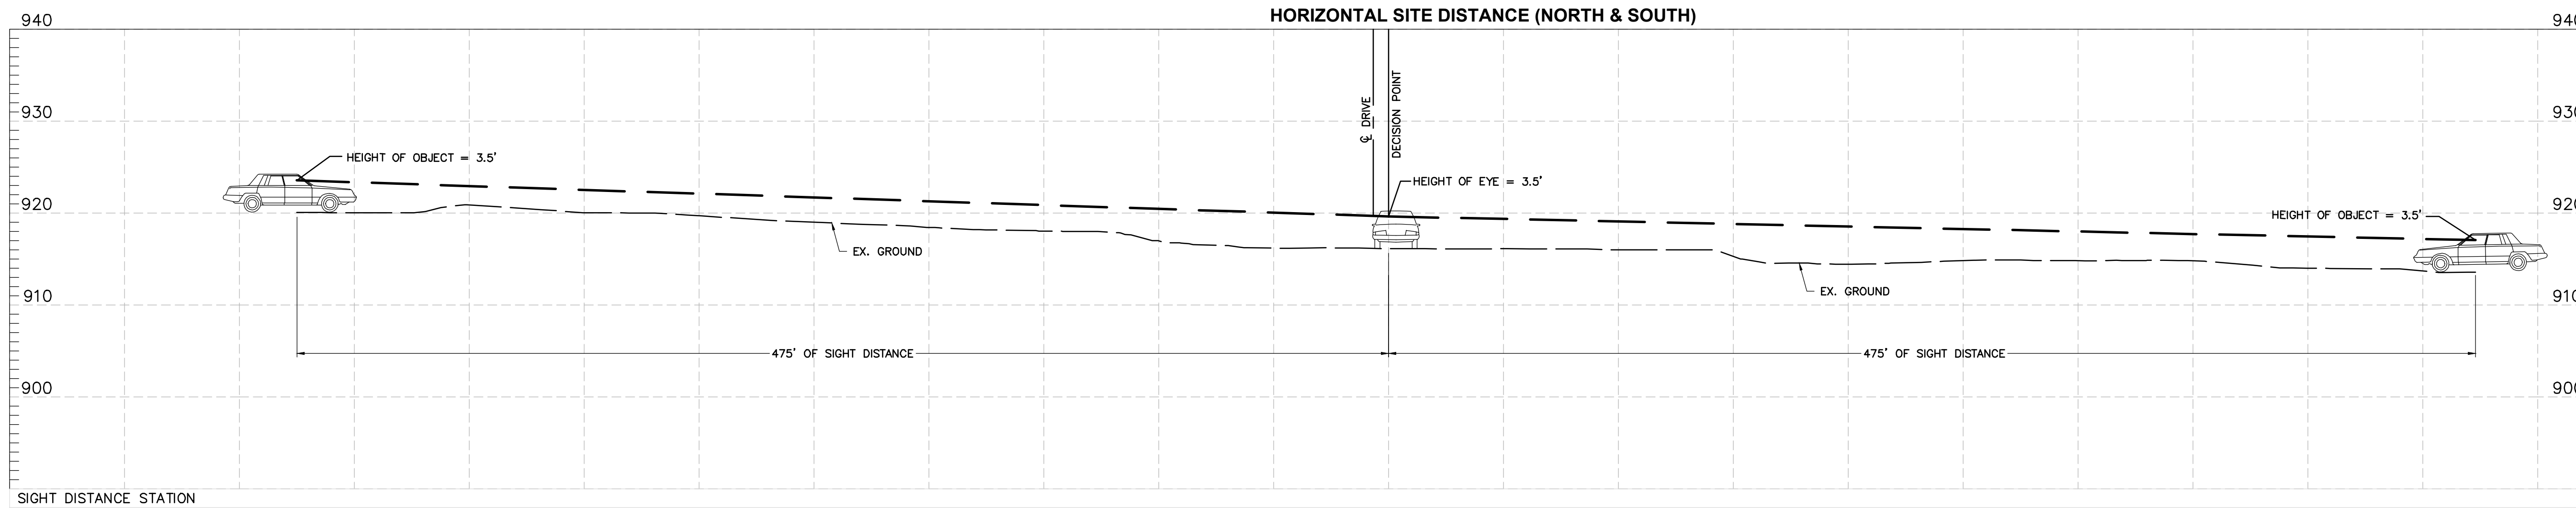 HORIZONTAL SITE DISTANCE (NORTH & SOUTH)
940
940
930
930
℄ DRIVE
DECISION POINT
HEIGHT OF OBJECT = 3.5'
HEIGHT OF EYE = 3.5'
920
920
HEIGHT OF OBJECT = 3.5'
EX. GROUND
EX. GROUND
910
910
475' OF SIGHT DISTANCE
475' OF SIGHT DISTANCE
900
900
SIGHT DISTANCE STATION